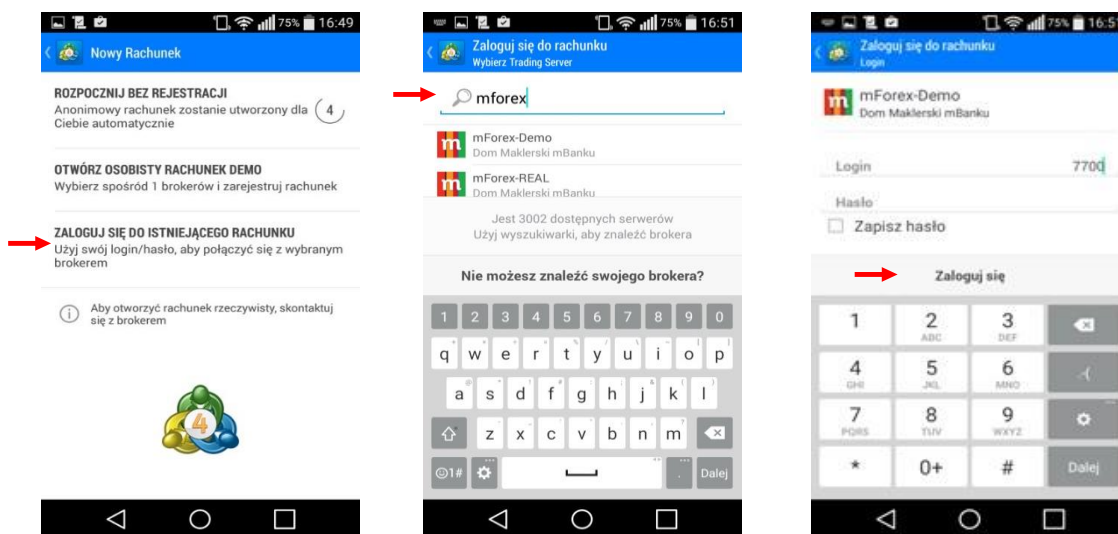 75% 16:49
Nowy Rachunek
ROZPOCZNIJ BEZ REJESTRACJI
Anonimowy rachunek zostanie utworzony dla
Ciebie automatycznie
4
OTWÓRZ OSOBISTY RACHUNEK DEMO
Wybierz spośród 1 brokerów i zarejestruj rachunek
ZALOGUJ SIĘ DO ISTNIEJĄCEGO RACHUNKU
Użyj swój login/hasło, aby połączyć się z wybranym
brokerem
i
Aby otworzyć rachunek rzeczywisty, skontaktuj
się z brokerem
4
75% 16:51
Zaloguj się do rachunku
Wybierz Trading Server
mforex
m
mForex-Demo
Dom Maklerski mBanku
m
mForex-REAL
Dom Maklerski mBanku
Jest 3002 dostępnych serwerów
Użyj wyszukiwarki, aby znaleźć brokera
Nie możesz znaleźć swojego brokera?
1 2 3 4 5 6 7 8 9 0
q w e r t y u i o p
a s d f g h j k l
z x c v b n m
☺1# . Dalej
75% 16:5
Zaloguj się do rachunku
Login
m
mForex-Demo
Dom Maklerski mBanku
Login 7700
Hasło
Zapisz hasło
Zaloguj się
1 2 3
ABC DEF
4 5 6 -(
GHI JKL MNO
7 8 9
PQRS TUV WXYZ
* 0+ # Dalej